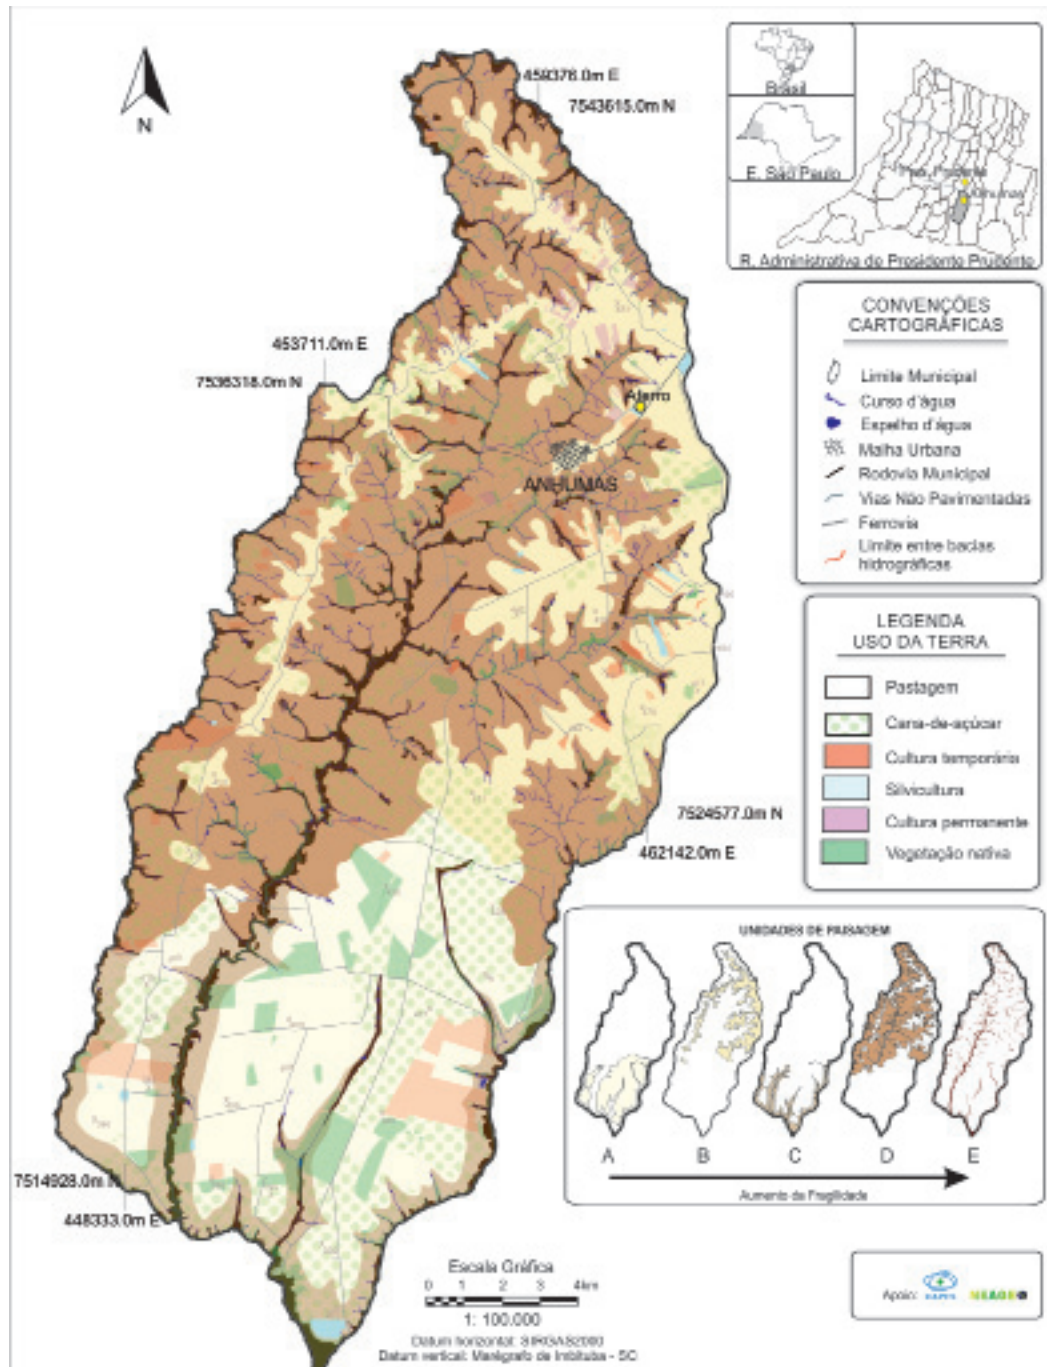 459376.0m E
7543615.0m N
N
Brasil
E. São Paulo
Pres. Prudente
Anhumas
R. Administrativa de Presidente Prudente
453711.0m E
7536318.0m N
Aterro
ANHUMAS
CONVENÇÕES
CARTOGRÁFICAS
Limite Municipal
Curso d'água
Espelho d'água
Malha Urbana
Rodovia Municipal
Vias Não Pavimentadas
Ferrovia
Limite entre bacias
hidrográficas
LEGENDA
USO DA TERRA
Pastagem
Cana-de-açúcar
Cultura temporária
Silvicultura
Cultura permanente
Vegetação nativa
7524577.0m N
462142.0m E
UNIDADES DE PAISAGEM
A B C D E
Aumento da Fragilidade
7514928.0m N
448333.0m E
Escala Gráfica
0 1 2 3 4km
1: 100.000
Datum horizontal: SIRGAS2000
Datum vertical: Marégrafo de Imbituba - SC
Apoio:
CAPES